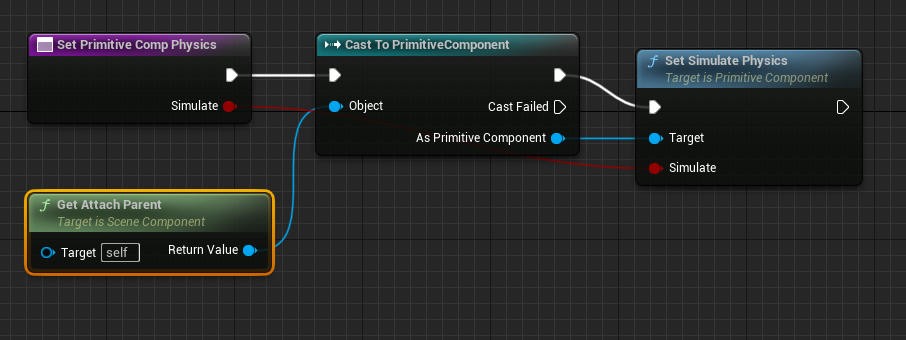 Set Primitive Comp Physics
Simulate
Cast To PrimitiveComponent
Object
Cast Failed
As Primitive Component
Set Simulate Physics
Target is Primitive Component
Target
Simulate
Get Attach Parent
Target is Scene Component
Target self Return Value